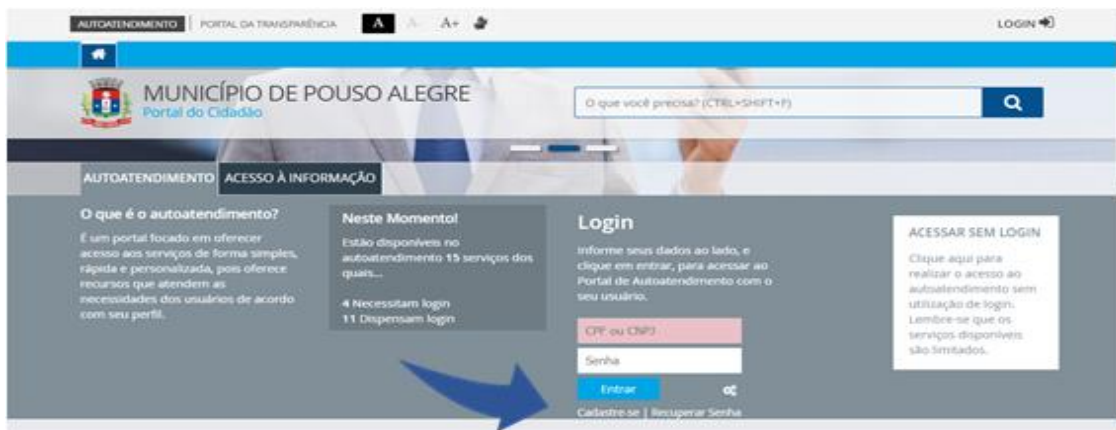 AUTOATENDIMENTO | PORTAL DA TRANSPARÊNCIA A A- A+
LOGIN
MUNICÍPIO DE POUSO ALEGRE
Portal do Cidadão
O que você precisa? (CTRL+SHIFT+F)
AUTOATENDIMENTO ACESSO À INFORMAÇÃO
O que é o autoatendimento?
É um portal focado em oferecer
acesso aos serviços de forma simples,
rápida e personalizada, pois oferece
recursos que atendem as
necessidades dos usuários de acordo
com seu perfil.
Neste Momento!
Estão disponíveis no
autoatendimento 15 serviços dos
quais...
4 Necessitam login
11 Dispensam login
Login
Informe seus dados ao lado, e
clique em entrar, para acessar ao
Portal de Autoatendimento com o
seu usuário.
CPF ou CNPJ
Senha
Entrar
Cadastre-se | Recuperar Senha
ACESSAR SEM LOGIN
Clique aqui para
realizar o acesso ao
autoatendimento sem
utilização de login.
Lembre-se que os
serviços disponíveis
são limitados.